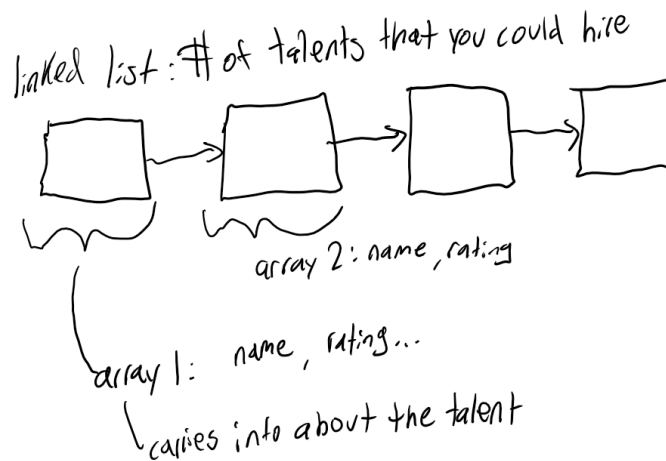 linked list: # of talents that you could hire
array 2: name, rating
array 1: name, rating...
carries info about the talent